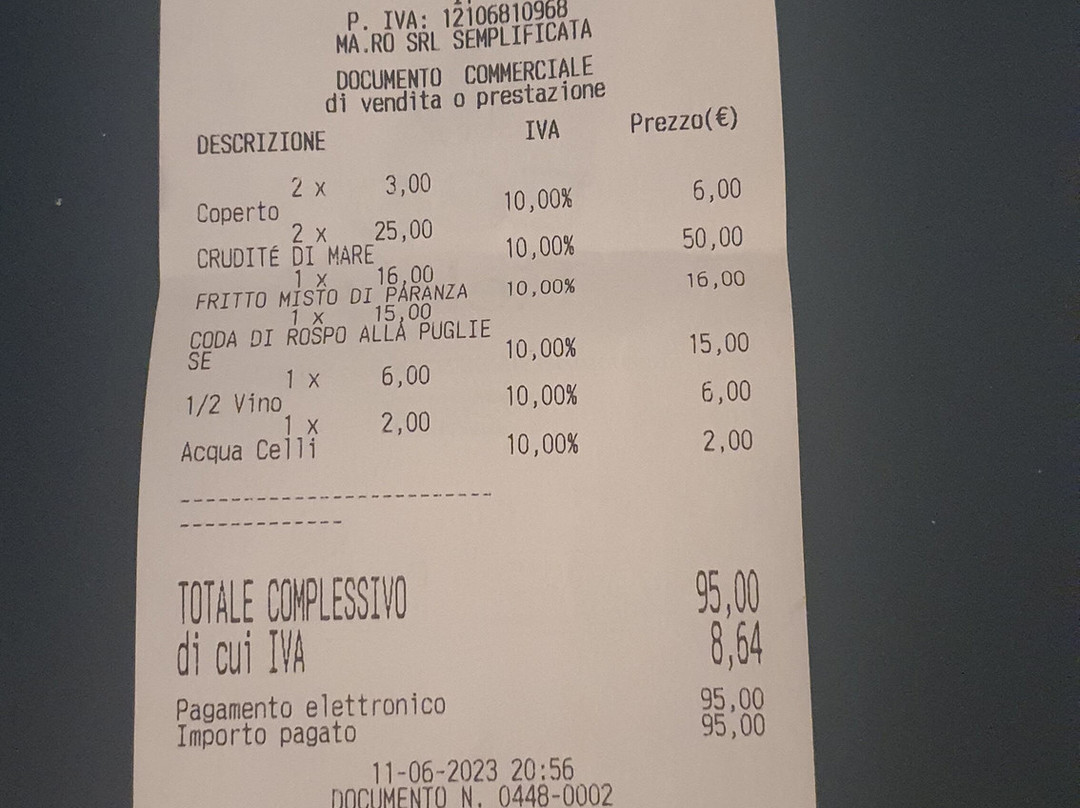 P. IVA: 12106810968
MA.RO SRL SEMPLIFICATA
DOCUMENTO COMMERCIALE
di vendita o prestazione
DESCRIZIONE IVA Prezzo(€)
2 x 3,00
Coperto 10,00% 6,00
2 x 25,00
CRUDITÉ DI MARE 10,00% 50,00
1 x 16,00
FRITTO MISTO DI PARANZA 10,00% 16,00
1 x 15,00
CODA DI ROSPO ALLA PUGLIE
SE 10,00% 15,00
1 x 6,00
1/2 Vino 10,00% 6,00
1 x 2,00
Acqua Celli 10,00% 2,00
-------------------------
-------------
TOTALE COMPLESSIVO 95,00
di cui IVA 8,64
Pagamento elettronico 95,00
Importo pagato 95,00
11-06-2023 20:56
DOCUMENTO N. 0448-0002